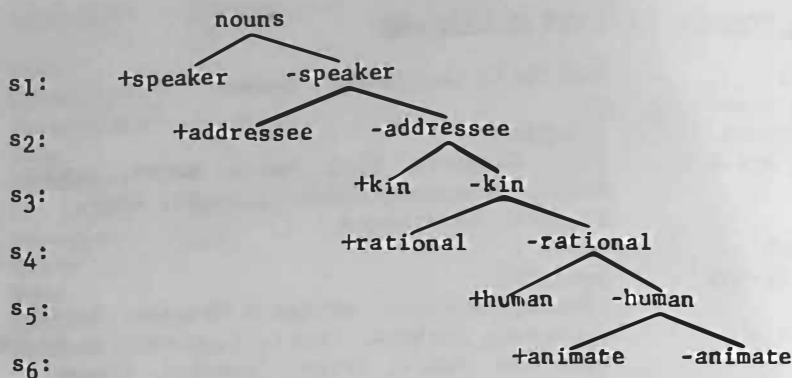 nouns
s1: +speaker -speaker
s2: +addressee -addressee
s3: +kin -kin
s4: +rational -rational
s5: +human -human
s6: +animate -animate